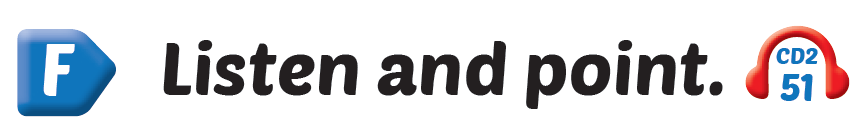 F Listen and point. CD2
51